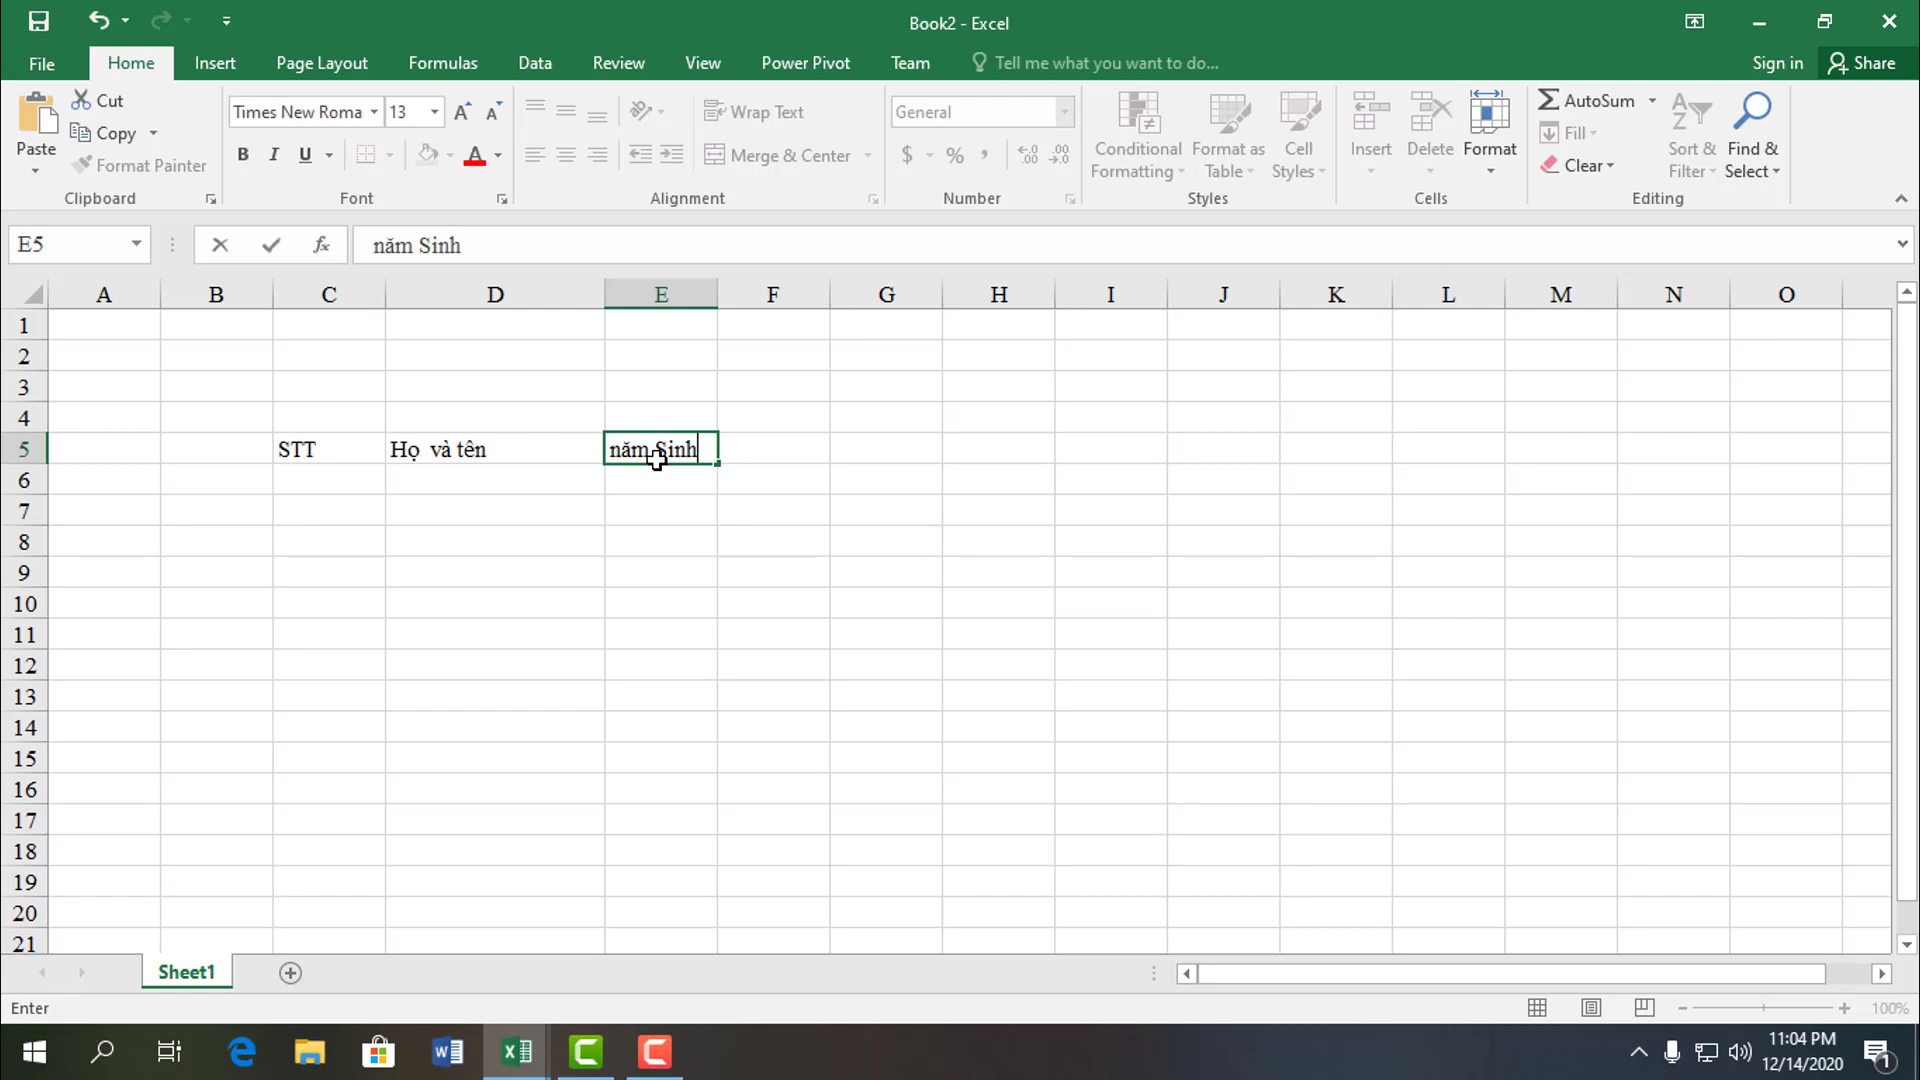 Book2 - Excel
File Home Insert Page Layout Formulas Data Review View Power Pivot Team Tell me what you want to do... Sign in Share
Paste
Cut
Copy
Format Painter
Clipboard
Times New Roma 13
B I U A
Font
Wrap Text
Merge & Center
Alignment
General
$ % , .00 .00
Number
Conditional Formatting
Format as Table
Cell Styles
Styles
Insert Delete Format
Cells
AutoSum
Fill
Clear
Sort & Filter
Find & Select
Editing
E5 fx năm Sinh
A B C D E F G H I J K L M N O
1
2
3
4
5 STT Họ  và tên năm Sinh
6
7
8
9
10
11
12
13
14
15
16
17
18
19
20
21
Sheet1
Enter 100%
11:04 PM
12/14/2020
1